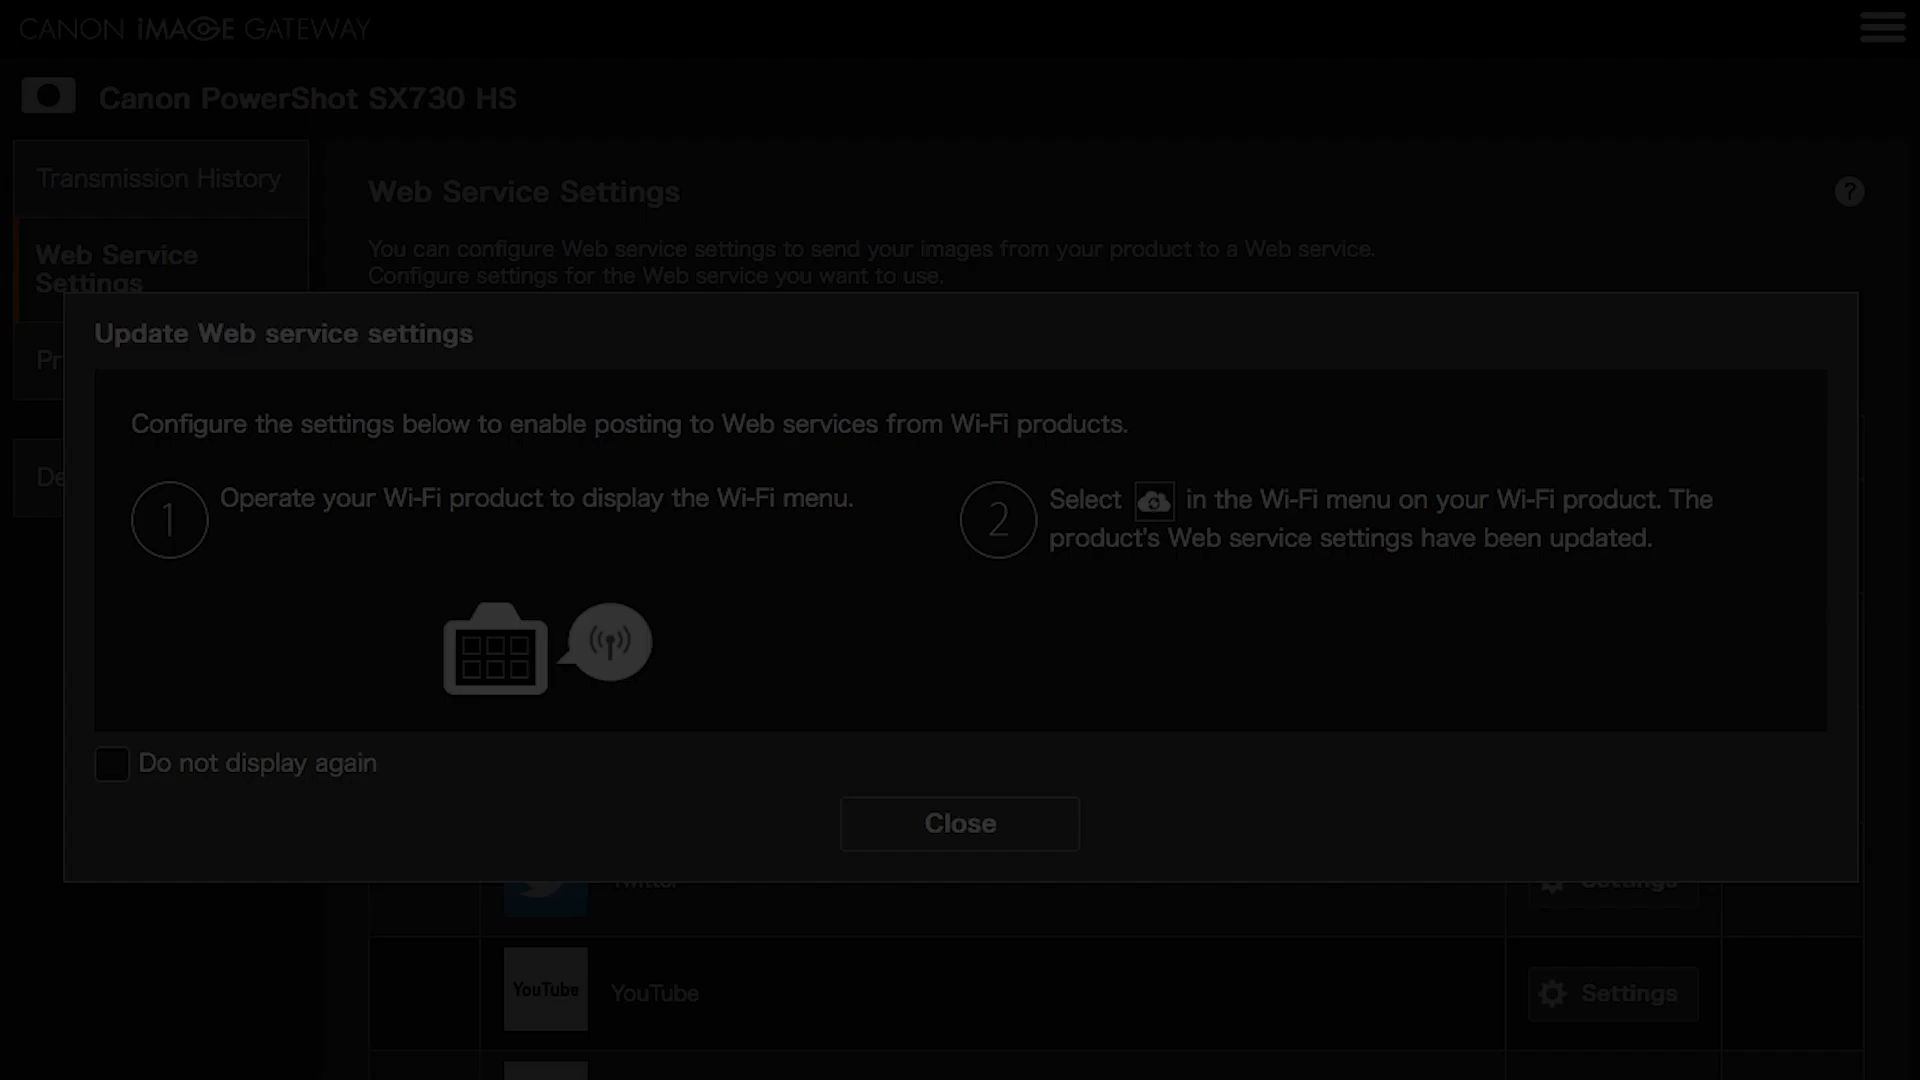 CANON iMAGE GATEWAY
Canon PowerShot SX730 HS
Transmission History
Web Service
Settings
Web Service Settings
?
You can configure Web service settings to send your images from your product to a Web service.
Configure settings for the Web service you want to use.
Pr
De
Update Web service settings
Configure the settings below to enable posting to Web services from Wi-Fi products.
1
Operate your Wi-Fi product to display the Wi-Fi menu.
2
Select in the Wi-Fi menu on your Wi-Fi product. The
product's Web service settings have been updated.
Do not display again
Close
Twitter
Settings
YouTube
YouTube
Settings